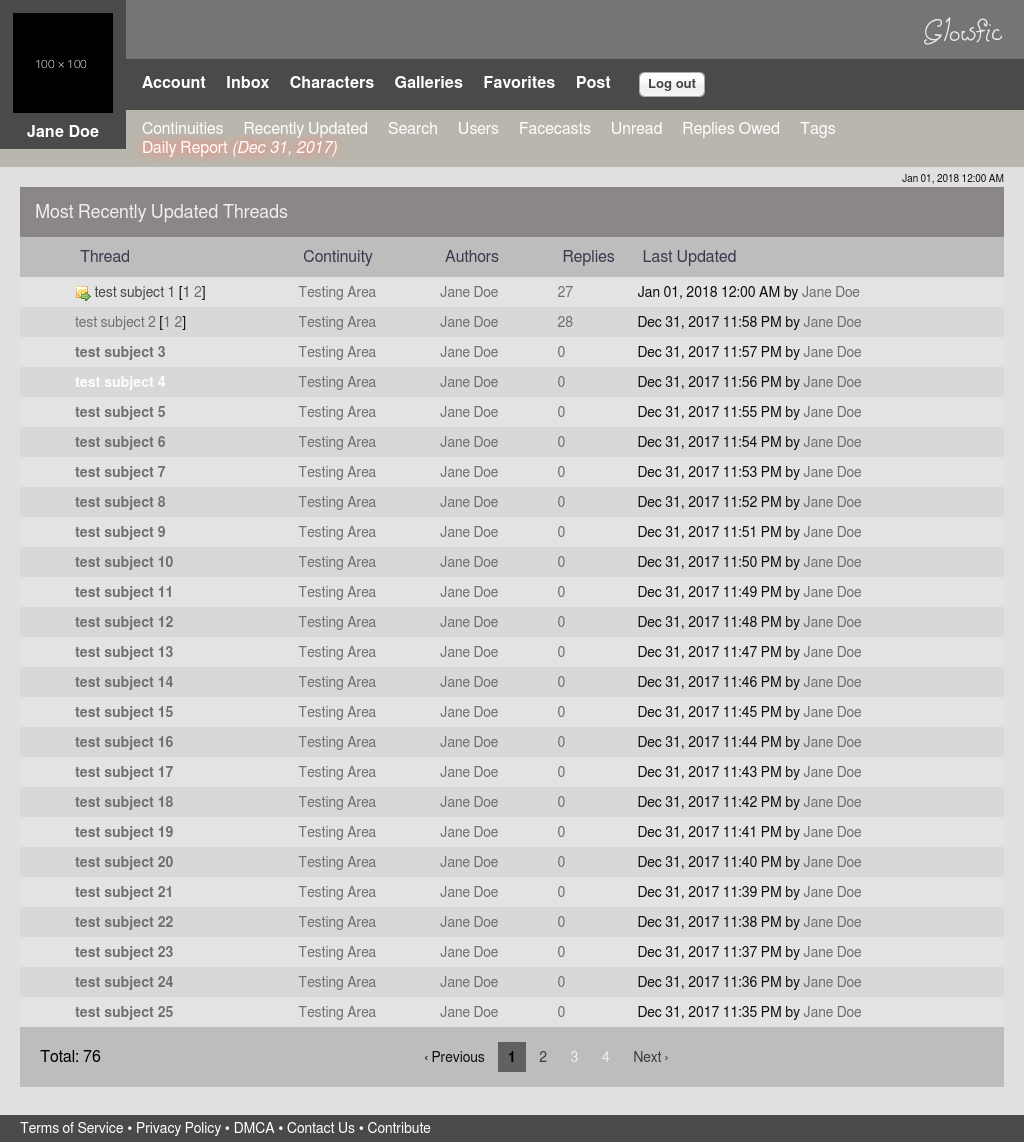 100 × 100
Glowfic
Account Inbox Characters Galleries Favorites Post Log out
Jane Doe
Continuities Recently Updated Search Users Facecasts Unread Replies Owed Tags
Daily Report (Dec 31, 2017)
Jan 01, 2018 12:00 AM
Most Recently Updated Threads
Thread Continuity Authors Replies Last Updated
test subject 1 [1 2] Testing Area Jane Doe 27 Jan 01, 2018 12:00 AM by Jane Doe
test subject 2 [1 2] Testing Area Jane Doe 28 Dec 31, 2017 11:58 PM by Jane Doe
test subject 3 Testing Area Jane Doe 0 Dec 31, 2017 11:57 PM by Jane Doe
test subject 4 Testing Area Jane Doe 0 Dec 31, 2017 11:56 PM by Jane Doe
test subject 5 Testing Area Jane Doe 0 Dec 31, 2017 11:55 PM by Jane Doe
test subject 6 Testing Area Jane Doe 0 Dec 31, 2017 11:54 PM by Jane Doe
test subject 7 Testing Area Jane Doe 0 Dec 31, 2017 11:53 PM by Jane Doe
test subject 8 Testing Area Jane Doe 0 Dec 31, 2017 11:52 PM by Jane Doe
test subject 9 Testing Area Jane Doe 0 Dec 31, 2017 11:51 PM by Jane Doe
test subject 10 Testing Area Jane Doe 0 Dec 31, 2017 11:50 PM by Jane Doe
test subject 11 Testing Area Jane Doe 0 Dec 31, 2017 11:49 PM by Jane Doe
test subject 12 Testing Area Jane Doe 0 Dec 31, 2017 11:48 PM by Jane Doe
test subject 13 Testing Area Jane Doe 0 Dec 31, 2017 11:47 PM by Jane Doe
test subject 14 Testing Area Jane Doe 0 Dec 31, 2017 11:46 PM by Jane Doe
test subject 15 Testing Area Jane Doe 0 Dec 31, 2017 11:45 PM by Jane Doe
test subject 16 Testing Area Jane Doe 0 Dec 31, 2017 11:44 PM by Jane Doe
test subject 17 Testing Area Jane Doe 0 Dec 31, 2017 11:43 PM by Jane Doe
test subject 18 Testing Area Jane Doe 0 Dec 31, 2017 11:42 PM by Jane Doe
test subject 19 Testing Area Jane Doe 0 Dec 31, 2017 11:41 PM by Jane Doe
test subject 20 Testing Area Jane Doe 0 Dec 31, 2017 11:40 PM by Jane Doe
test subject 21 Testing Area Jane Doe 0 Dec 31, 2017 11:39 PM by Jane Doe
test subject 22 Testing Area Jane Doe 0 Dec 31, 2017 11:38 PM by Jane Doe
test subject 23 Testing Area Jane Doe 0 Dec 31, 2017 11:37 PM by Jane Doe
test subject 24 Testing Area Jane Doe 0 Dec 31, 2017 11:36 PM by Jane Doe
test subject 25 Testing Area Jane Doe 0 Dec 31, 2017 11:35 PM by Jane Doe
Total: 76 ‹ Previous 1 2 3 4 Next ›
Terms of Service • Privacy Policy • DMCA • Contact Us • Contribute